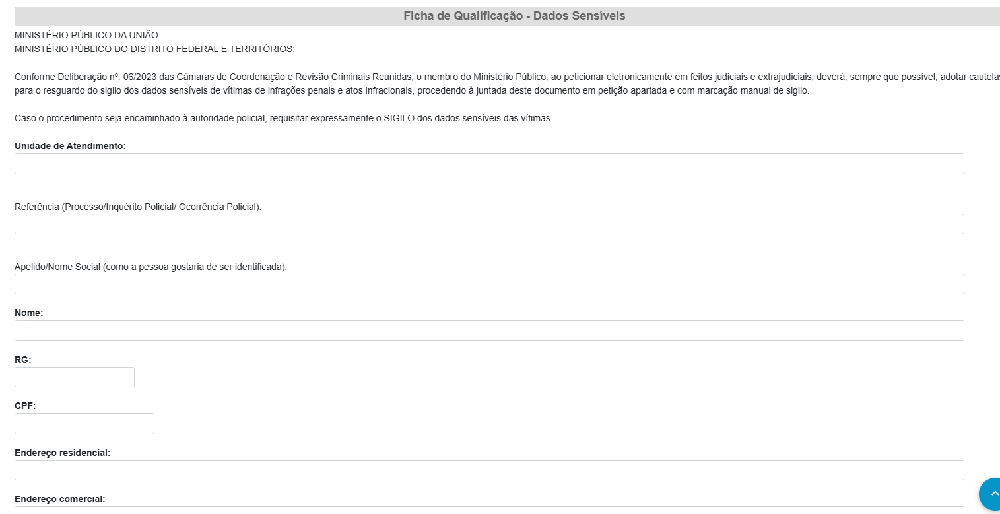 Ficha de Qualificação - Dados Sensíveis
MINISTÉRIO PÚBLICO DA UNIÃO
MINISTÉRIO PÚBLICO DO DISTRITO FEDERAL E TERRITÓRIOS:
Conforme Deliberação nº. 06/2023 das Câmaras de Coordenação e Revisão Criminais Reunidas, o membro do Ministério Público, ao peticionar eletronicamente em feitos judiciais e extrajudiciais, deverá, sempre que possível, adotar cautelas
para o resguardo do sigilo dos dados sensíveis de vítimas de infrações penais e atos infracionais, procedendo à juntada deste documento em petição apartada e com marcação manual de sigilo.
Caso o procedimento seja encaminhado à autoridade policial, requisitar expressamente o SIGILO dos dados sensíveis das vítimas.
Unidade de Atendimento:
Referência (Processo/Inquérito Policial/ Ocorrência Policial):
Apelido/Nome Social (como a pessoa gostaria de ser identificada):
Nome:
RG:
CPF:
Endereço residencial:
Endereço comercial: